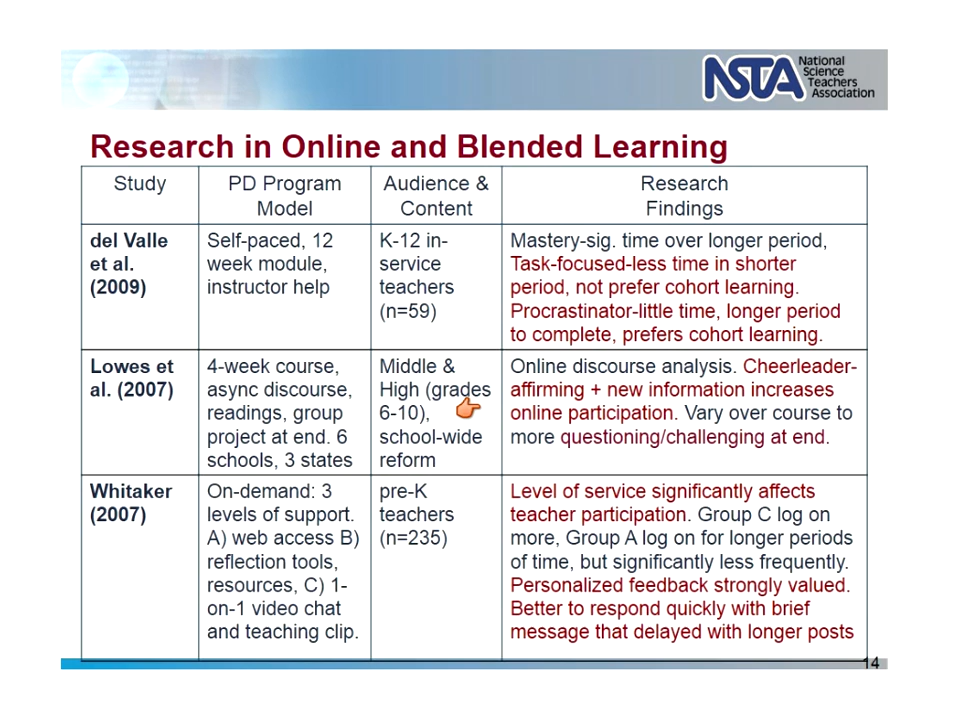 NSTA
National
Science
Teachers
Association
Research in Online and Blended Learning
Study
PD Program
Model
Audience &
Content
Research
Findings
del Valle
et al.
(2009)
Self-paced, 12
week module,
instructor help
K-12 in-
service
teachers
(n=59)
Mastery-sig. time over longer period,
Task-focused-less time in shorter
period, not prefer cohort learning.
Procrastinator-little time, longer period
to complete, prefers cohort learning.
Lowes et
al. (2007)
4-week course,
async discourse,
readings, group
project at end. 6
schools, 3 states
Middle &
High (grades
6-10),
school-wide
reform
Online discourse analysis. Cheerleader-
affirming + new information increases
online participation. Vary over course to
more questioning/challenging at end.
Whitaker
(2007)
On-demand: 3
levels of support.
A) web access B)
reflection tools,
resources, C) 1-
on-1 video chat
and teaching clip.
pre-K
teachers
(n=235)
Level of service significantly affects
teacher participation. Group C log on
more, Group A log on for longer periods
of time, but significantly less frequently.
Personalized feedback strongly valued.
Better to respond quickly with brief
message that delayed with longer posts
14